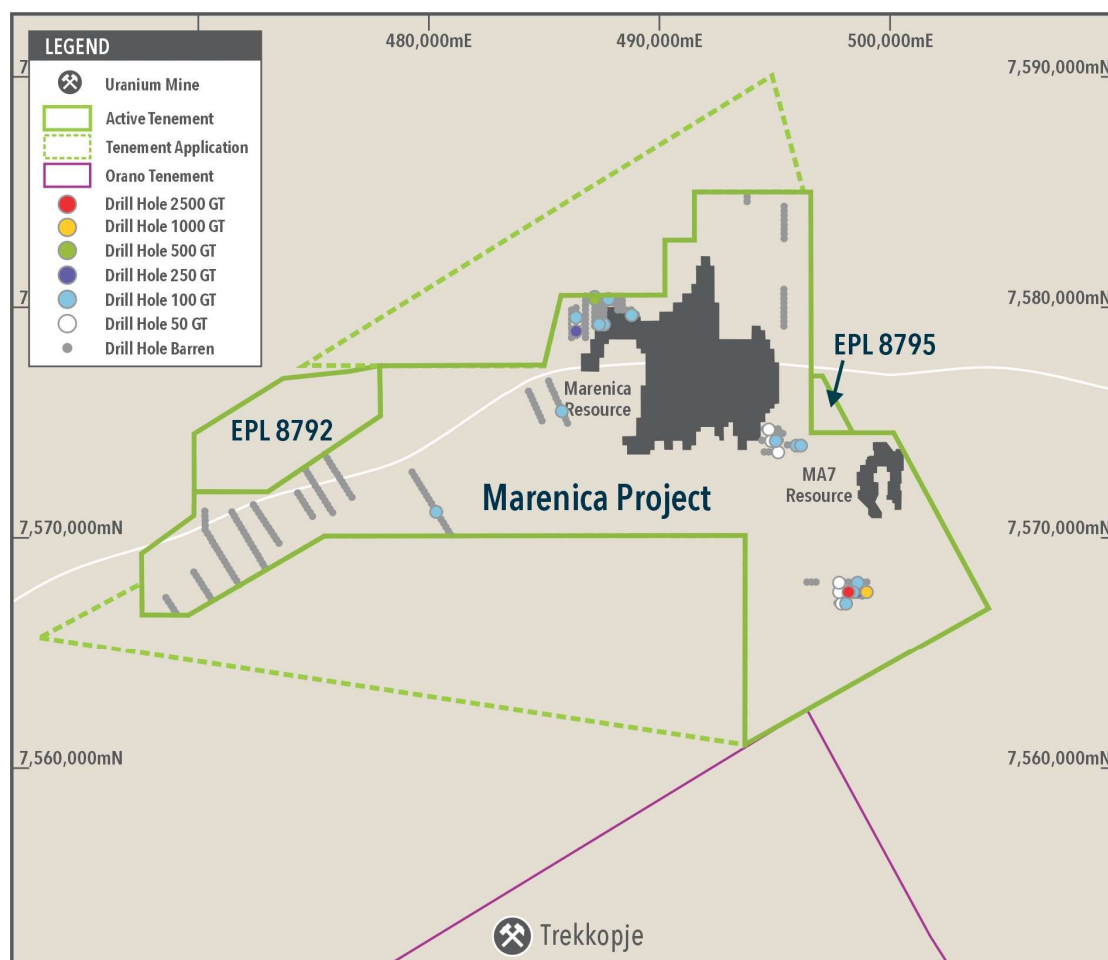 480,000mE
490,000mE
500,000mE
LEGEND
7,590,000mN
Uranium Mine
Active Tenement
Tenement Application
Orano Tenement
Drill Hole 2500 GT
Drill Hole 1000 GT
Drill Hole 500 GT
Drill Hole 250 GT
Drill Hole 100 GT
Drill Hole 50 GT
Drill Hole Barren
7,580,000mN
EPL 8795
Marenica
Resource
EPL 8792
MA7
Resource
Marenica Project
7,570,000mN
7,570,000mN
7,560,000mN
7,560,000mN
Trekkopje